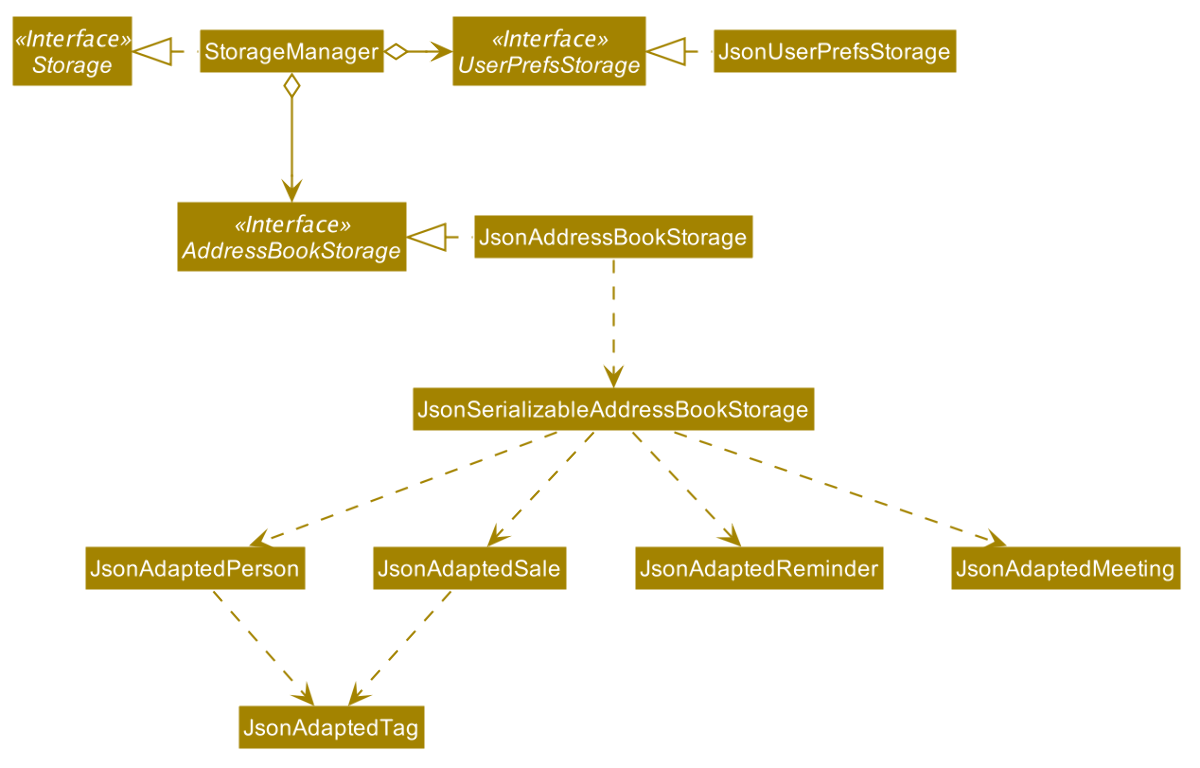 «Interface»
Storage
StorageManager
«Interface»
UserPrefsStorage
JsonUserPrefsStorage
«Interface»
AddressBookStorage
JsonAddressBookStorage
JsonSerializableAddressBookStorage
JsonAdaptedPerson
JsonAdaptedSale
JsonAdaptedReminder
JsonAdaptedMeeting
JsonAdaptedTag